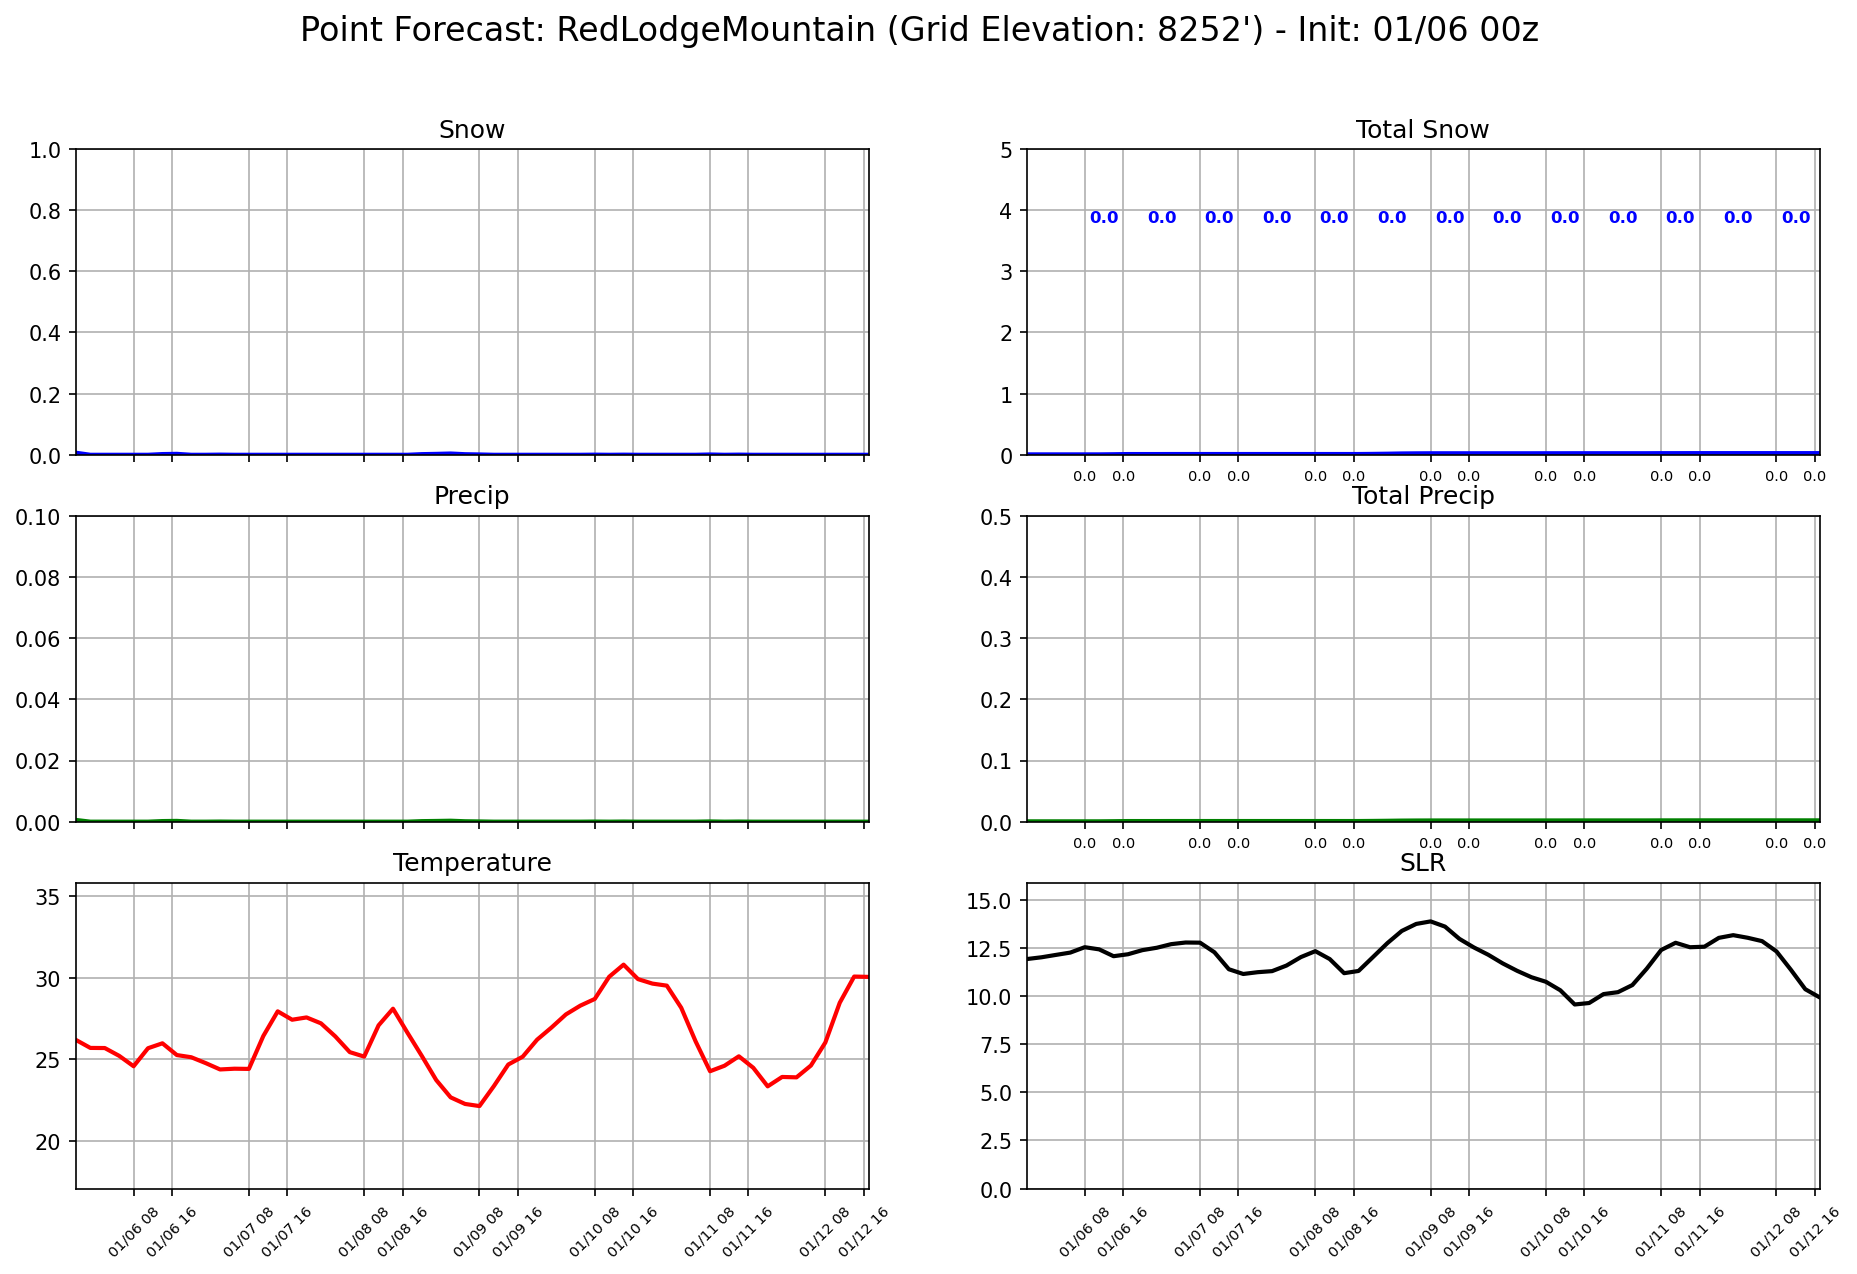 Point Forecast: RedLodgeMountain (Grid Elevation: 8252') - Init: 01/06 00z
Snow
1.0
0.8
0.6
0.4
0.2
0.0
Total Snow
5
4
3
2
1
0
0.0 0.0 0.0 0.0 0.0 0.0 0.0 0.0 0.0 0.0 0.0 0.0 0.0
0.0 0.0 0.0 0.0 0.0 0.0 0.0 0.0 0.0 0.0 0.0 0.0 0.0 0.0
Precip
0.10
0.08
0.06
0.04
0.02
0.00
Total Precip
0.5
0.4
0.3
0.2
0.1
0.0
0.0 0.0 0.0 0.0 0.0 0.0 0.0 0.0 0.0 0.0 0.0 0.0 0.0 0.0
Temperature
35
30
25
20
01/06 08 01/06 16 01/07 08 01/07 16 01/08 08 01/08 16 01/09 08 01/09 16 01/10 08 01/10 16 01/11 08 01/11 16 01/12 08 01/12 16
SLR
15.0
12.5
10.0
7.5
5.0
2.5
0.0
01/06 08 01/06 16 01/07 08 01/07 16 01/08 08 01/08 16 01/09 08 01/09 16 01/10 08 01/10 16 01/11 08 01/11 16 01/12 08 01/12 16